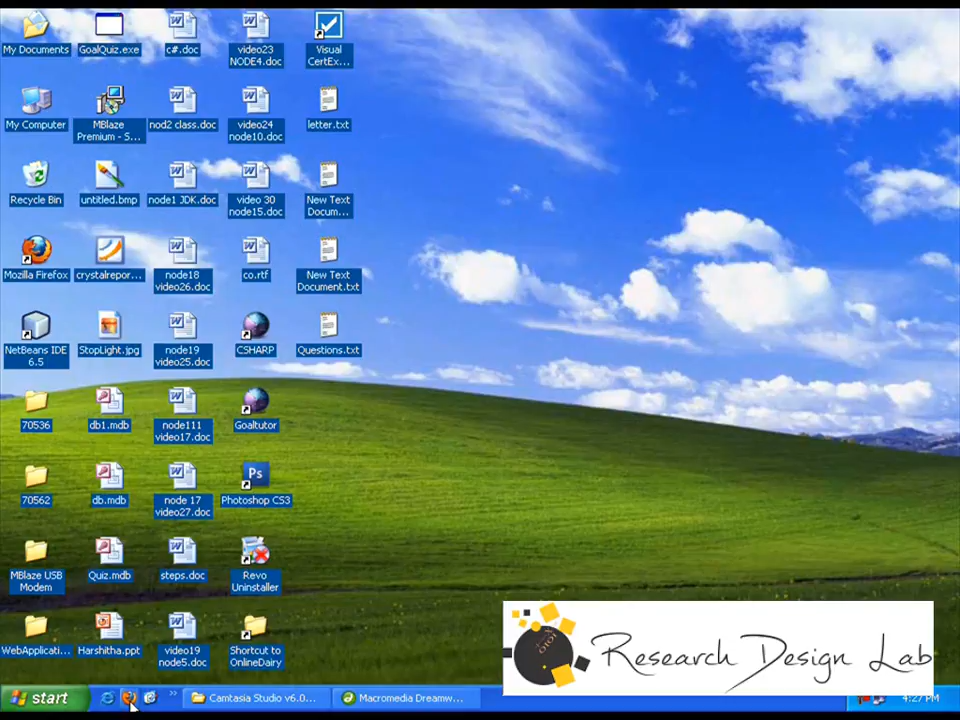 My Documents
GoalQuiz.exe
c#.doc
video23
NODE4.doc
Visual
CertEx...
My Computer
MBlaze
Premium - S...
nod2 class.doc
video24
node10.doc
letter.txt
Recycle Bin
untitled.bmp
node1 JDK.doc
video 30
node15.doc
New Text
Docum...
Mozilla Firefox
crystalrepor...
node18
video26.doc
co.rtf
New Text
Document.txt
NetBeans IDE
6.5
StopLight.jpg
node19
video25.doc
CSHARP
Questions.txt
70536
db1.mdb
node111
video17.doc
Goaltutor
70562
db.mdb
node 17
video27.doc
Ps
Photoshop CS3
MBlaze USB
Modem
Quiz.mdb
steps.doc
Revo
Uninstaller
WebApplicati...
Harshitha.ppt
video19
node5.doc
Shortcut to
OnlineDairy
Research Design Lab
start
Camtasia Studio v6.0...
Macromedia Dreamw...
4:27 PM